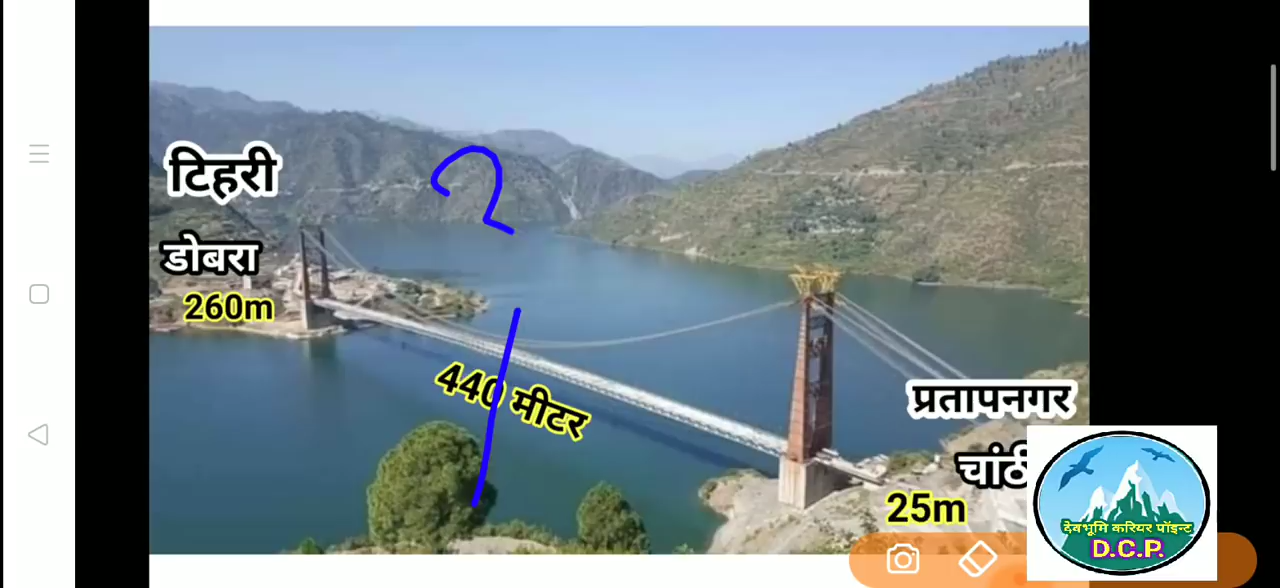 टिहरी
डोबरा
260m
440 मीटर
प्रतापनगर
चांठी
25m
देवभूमि करियर पॉइन्ट
D.C.P.